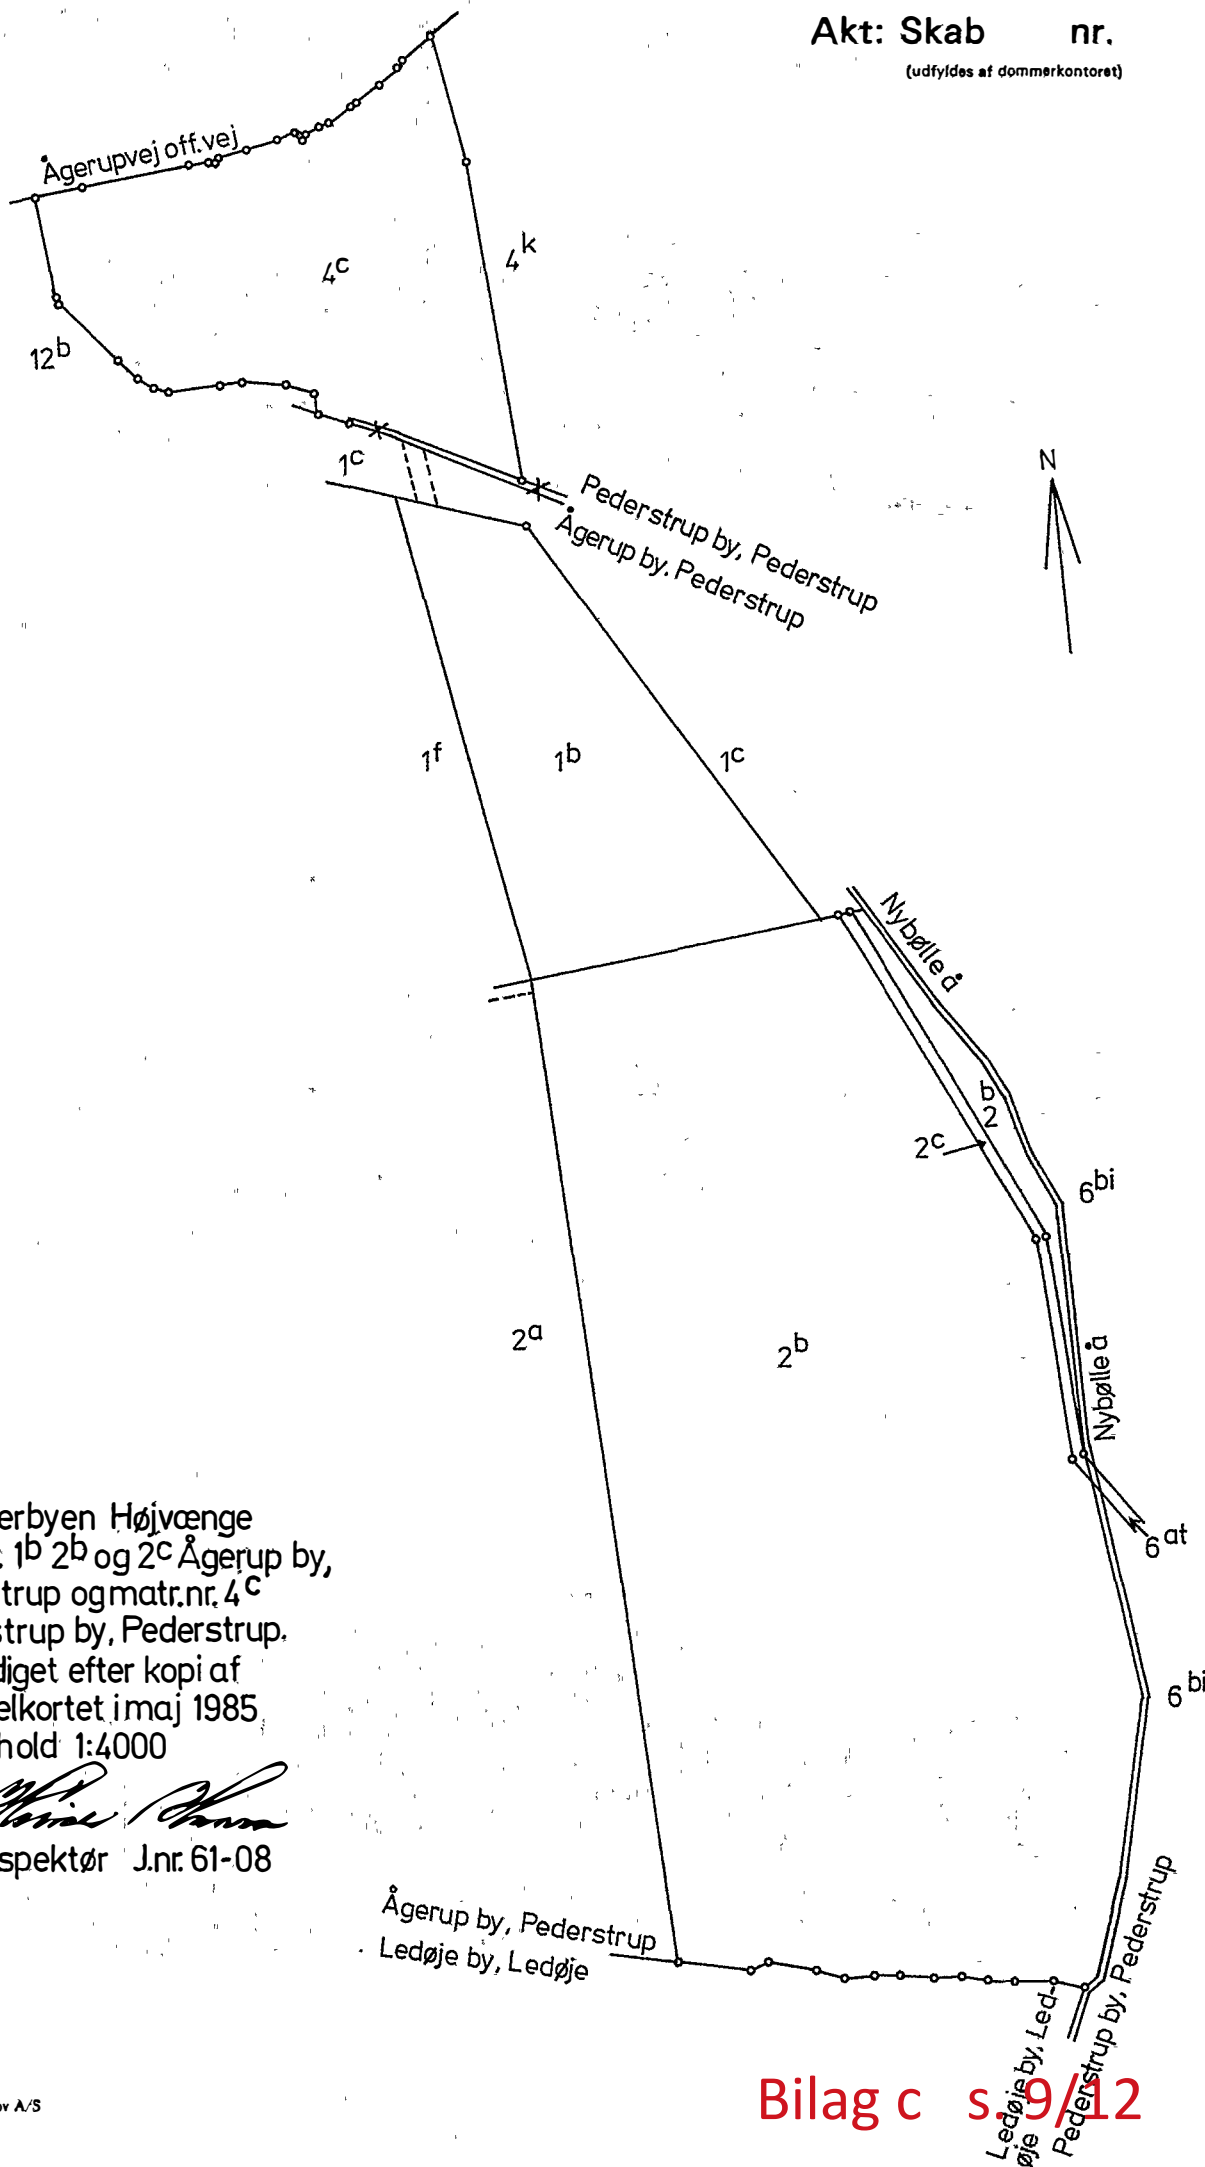 Akt: Skab nr.
(udfyldes af dommerkontoret)
Ågerupvej off. vej
4c
4k
12b
1c
Pederstrup by, Pederstrup
Ågerup by. Pederstrup
N
1f
1b
1c
Nybølle å
b
2
2c
6bi
2a
2b
Nybølle å
6at
erbyen Højvænge
1b 2b og 2c Ågerup by,
trup og matr.nr. 4c
strup by, Pederstrup.
diget efter kopi af
elkortet i maj 1985
hold 1:4000
spektør J.nr. 61-08
6bi
Ågerup by, Pederstrup
Ledøje by, Ledøje
Ledøje by, Led-
øje
Pederstrup by, Pederstrup
Bilag c s. 9/12
A/S